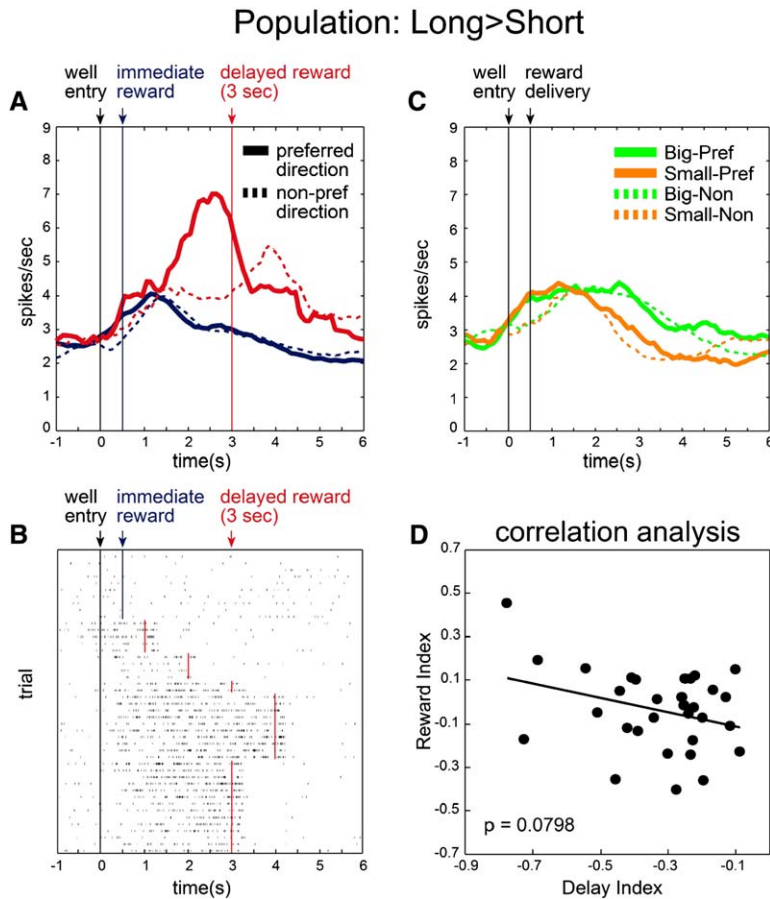 Population: Long>Short
well entry
immediate reward
delayed reward (3 sec)
A
9
8
7
6
5
4
3
2
1
0
spikes/sec
preferred direction
non-pref direction
-1 0 1 2 3 4 5 6
time(s)
well entry
reward delivery
C
9
8
7
6
5
4
3
2
1
0
spikes/sec
Big-Pref
Small-Pref
Big-Non
Small-Non
-1 0 1 2 3 4 5 6
time(s)
well entry
immediate reward
delayed reward (3 sec)
B
trial
-1 0 1 2 3 4 5 6
time(s)
D
correlation analysis
0.7
0.5
0.3
0.1
-0.1
-0.3
-0.5
-0.7
Reward Index
p = 0.0798
-0.9 -0.7 -0.5 -0.3 -0.1
Delay Index